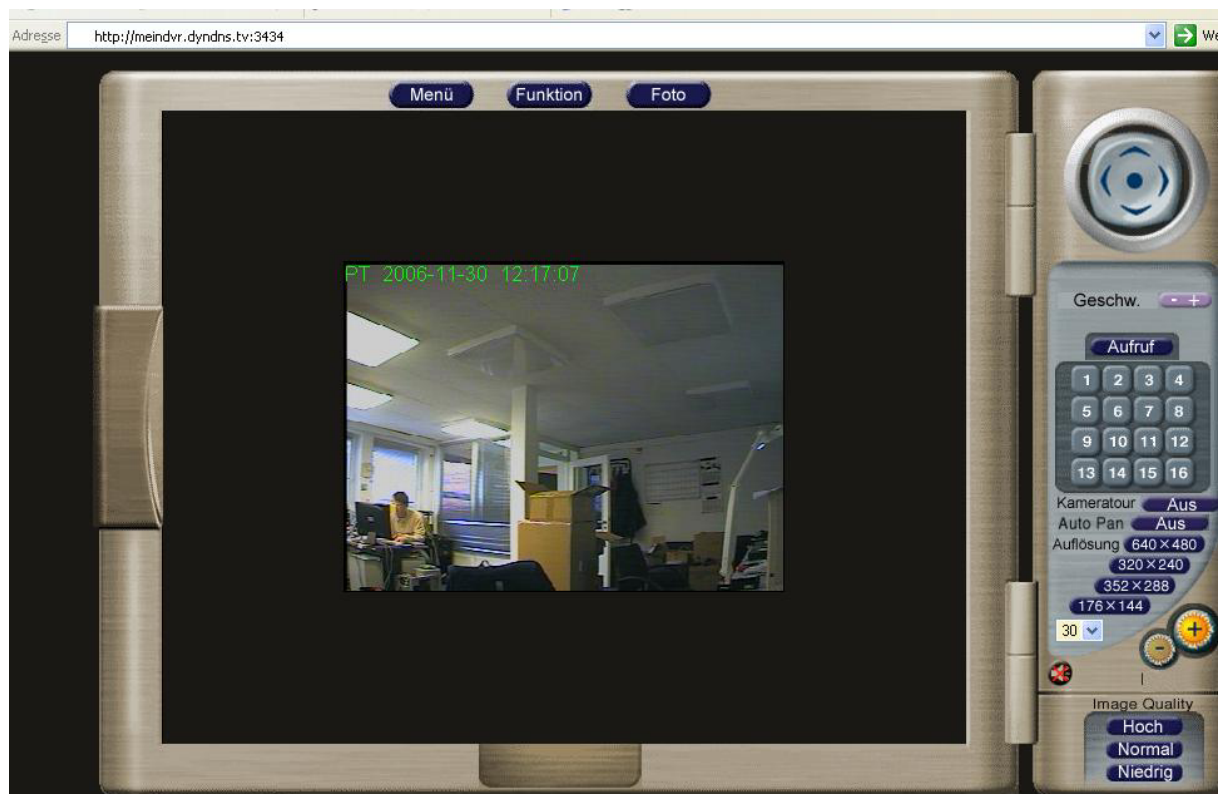 Adresse http://meindvr.dyndns.tv:3434
Menü Funktion Foto
PT 2006-11-30 12:17:07
Geschw. - +
Aufruf
1 2 3 4
5 6 7 8
9 10 11 12
13 14 15 16
Kameratour Aus
Auto Pan Aus
Auflösung 640×480
320×240
352×288
176×144
30
+
-
Image Quality
Hoch
Normal
Niedrig